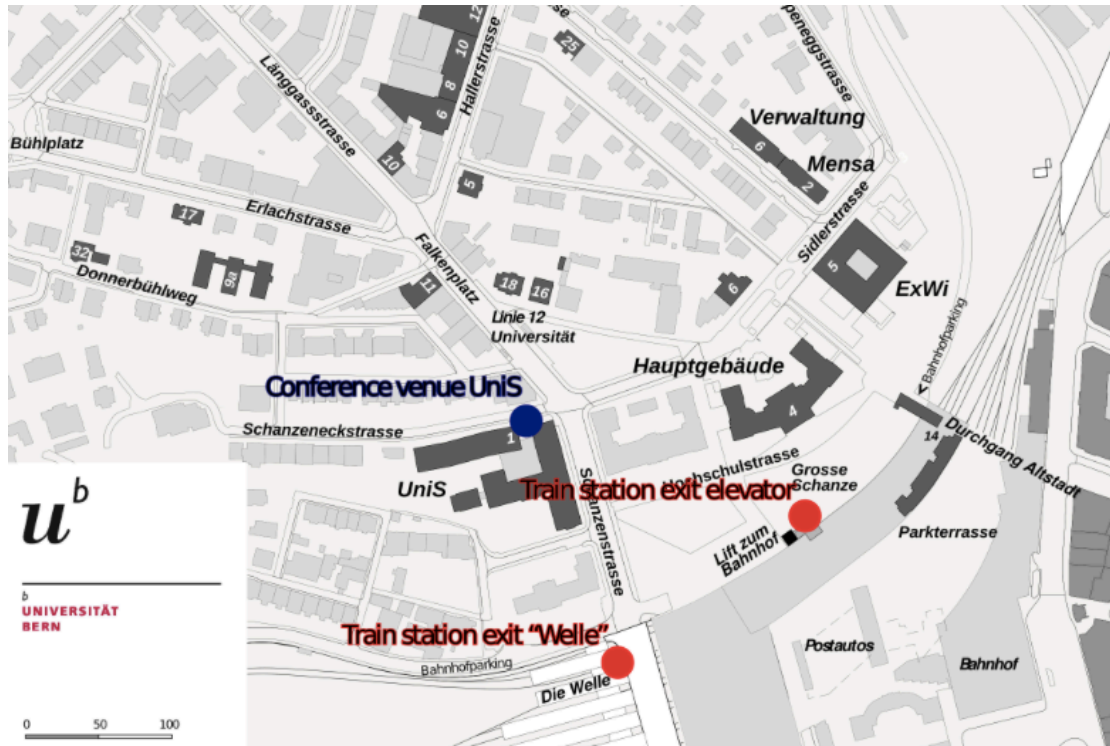 12
10
8
6
Hallerstrasse
25
Länggassstrasse
Verwaltung
6
Mensa
2
Bühlplatz
10
5
Sidlerstrasse
Erlachstrasse
17
32
9a
Donnerbühlweg
Falkenplatz
11
18
16
6
5
ExWi
Linie 12
Universität
Bahnhofparking
Hauptgebäude
4
Conference venue UniS
Schanzeneckstrasse
1
UniS
14
Durchgang Altstadt
Hochschulstrasse
Grosse
Schanze
Train station exit elevator
Schanzenstrasse
Lift zum
Bahnhof
Parkterrasse
Train station exit “Welle”
Bahnhofparking
Die Welle
Postautos
Bahnhof
u
b
b
UNIVERSITÄT
BERN
0 50 100